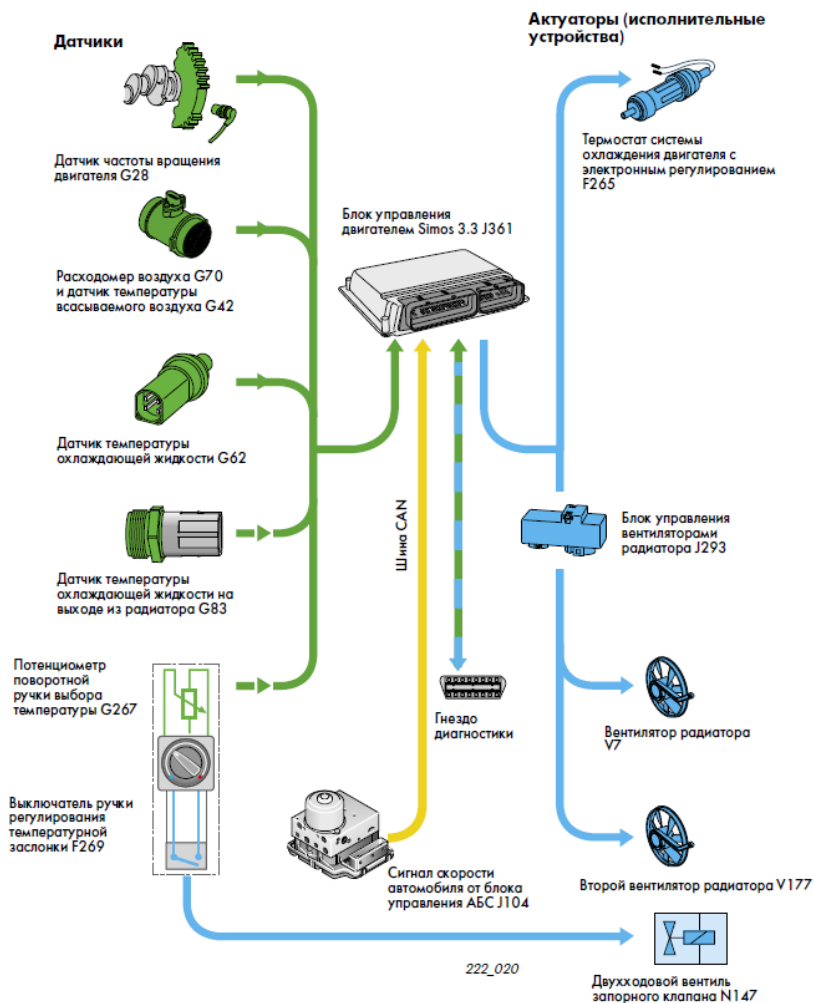 Датчики
Датчик частоты вращения
двигателя G28
Расходомер воздуха G70
и датчик температуры
всасываемого воздуха G42
Датчик температуры
охлаждающей жидкости G62
Датчик температуры
охлаждающей жидкости на
выходе из радиатора G83
Потенциометр
поворотной
ручки выбора
температуры G267
Выключатель ручки
регулирования
температурной
заслонки F269
Блок управления
двигателем Simos 3.3 J361
Шина CAN
Гнездо
диагностики
Сигнал скорости
автомобиля от блока
управления АБС J104
Актуаторы (исполнительные
устройства)
Термостат системы
охлаждения двигателя с
электронным регулированием
F265
Блок управления
вентиляторами
радиатора J293
Вентилятор радиатора
V7
Второй вентилятор радиатора V177
Двухходовой вентиль
запорного клапана N147
222_020